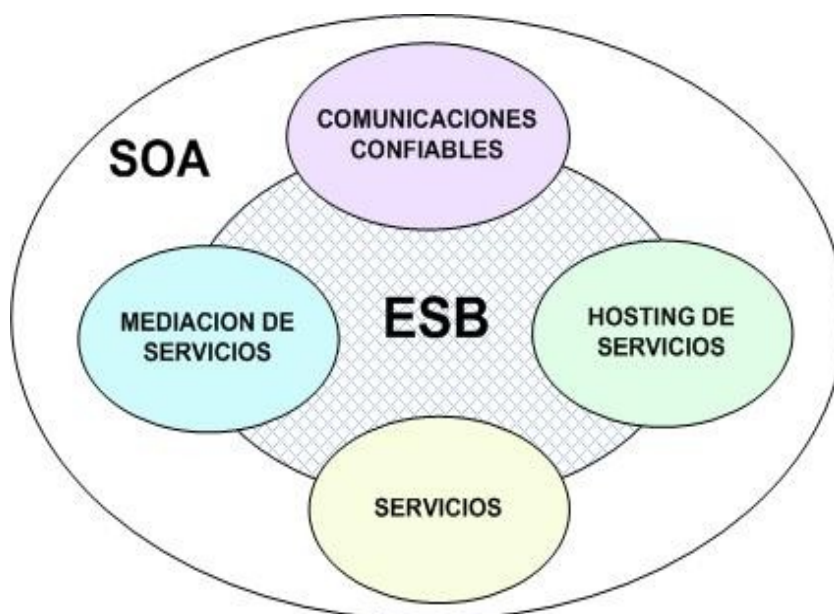 COMUNICACIONES
CONFIABLES
SOA
MEDIACION DE
SERVICIOS
ESB
HOSTING DE
SERVICIOS
SERVICIOS